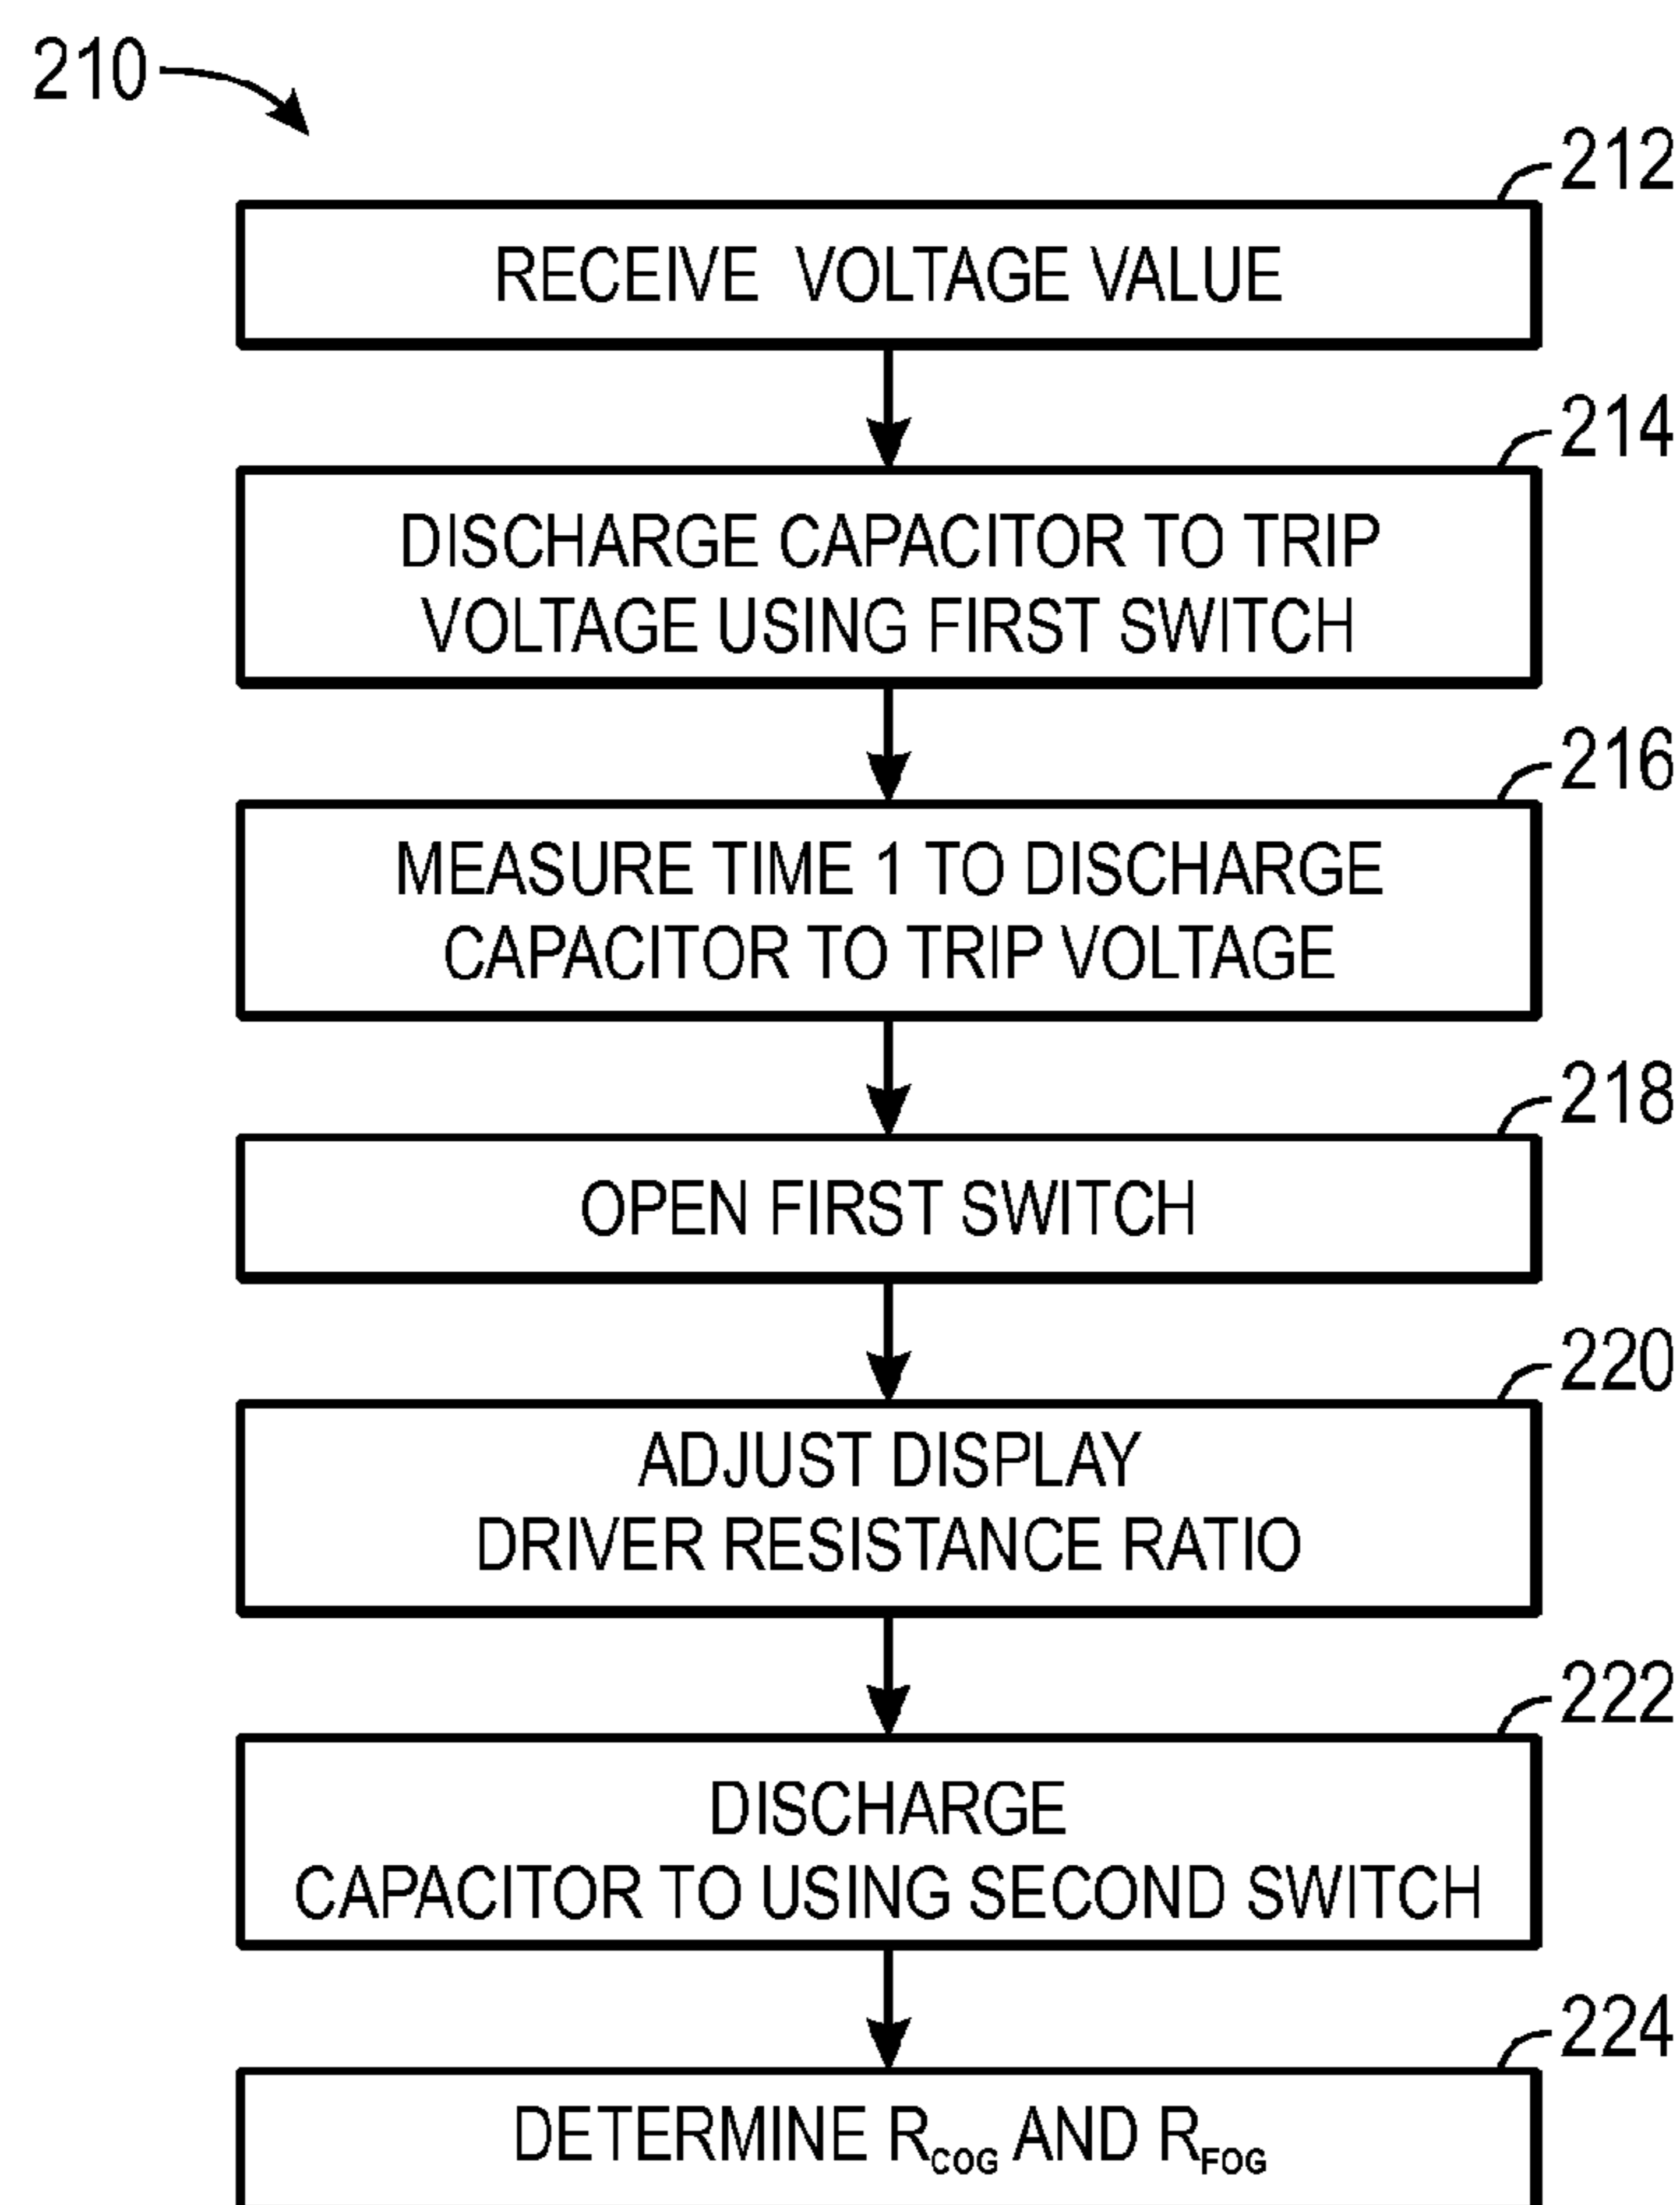 210
212
RECEIVE VOLTAGE VALUE
214
DISCHARGE CAPACITOR TO TRIP
VOLTAGE USING FIRST SWITCH
216
MEASURE TIME 1 TO DISCHARGE
CAPACITOR TO TRIP VOLTAGE
218
OPEN FIRST SWITCH
220
ADJUST DISPLAY
DRIVER RESISTANCE RATIO
222
DISCHARGE
CAPACITOR TO USING SECOND SWITCH
224
DETERMINE RCOG AND RFOG